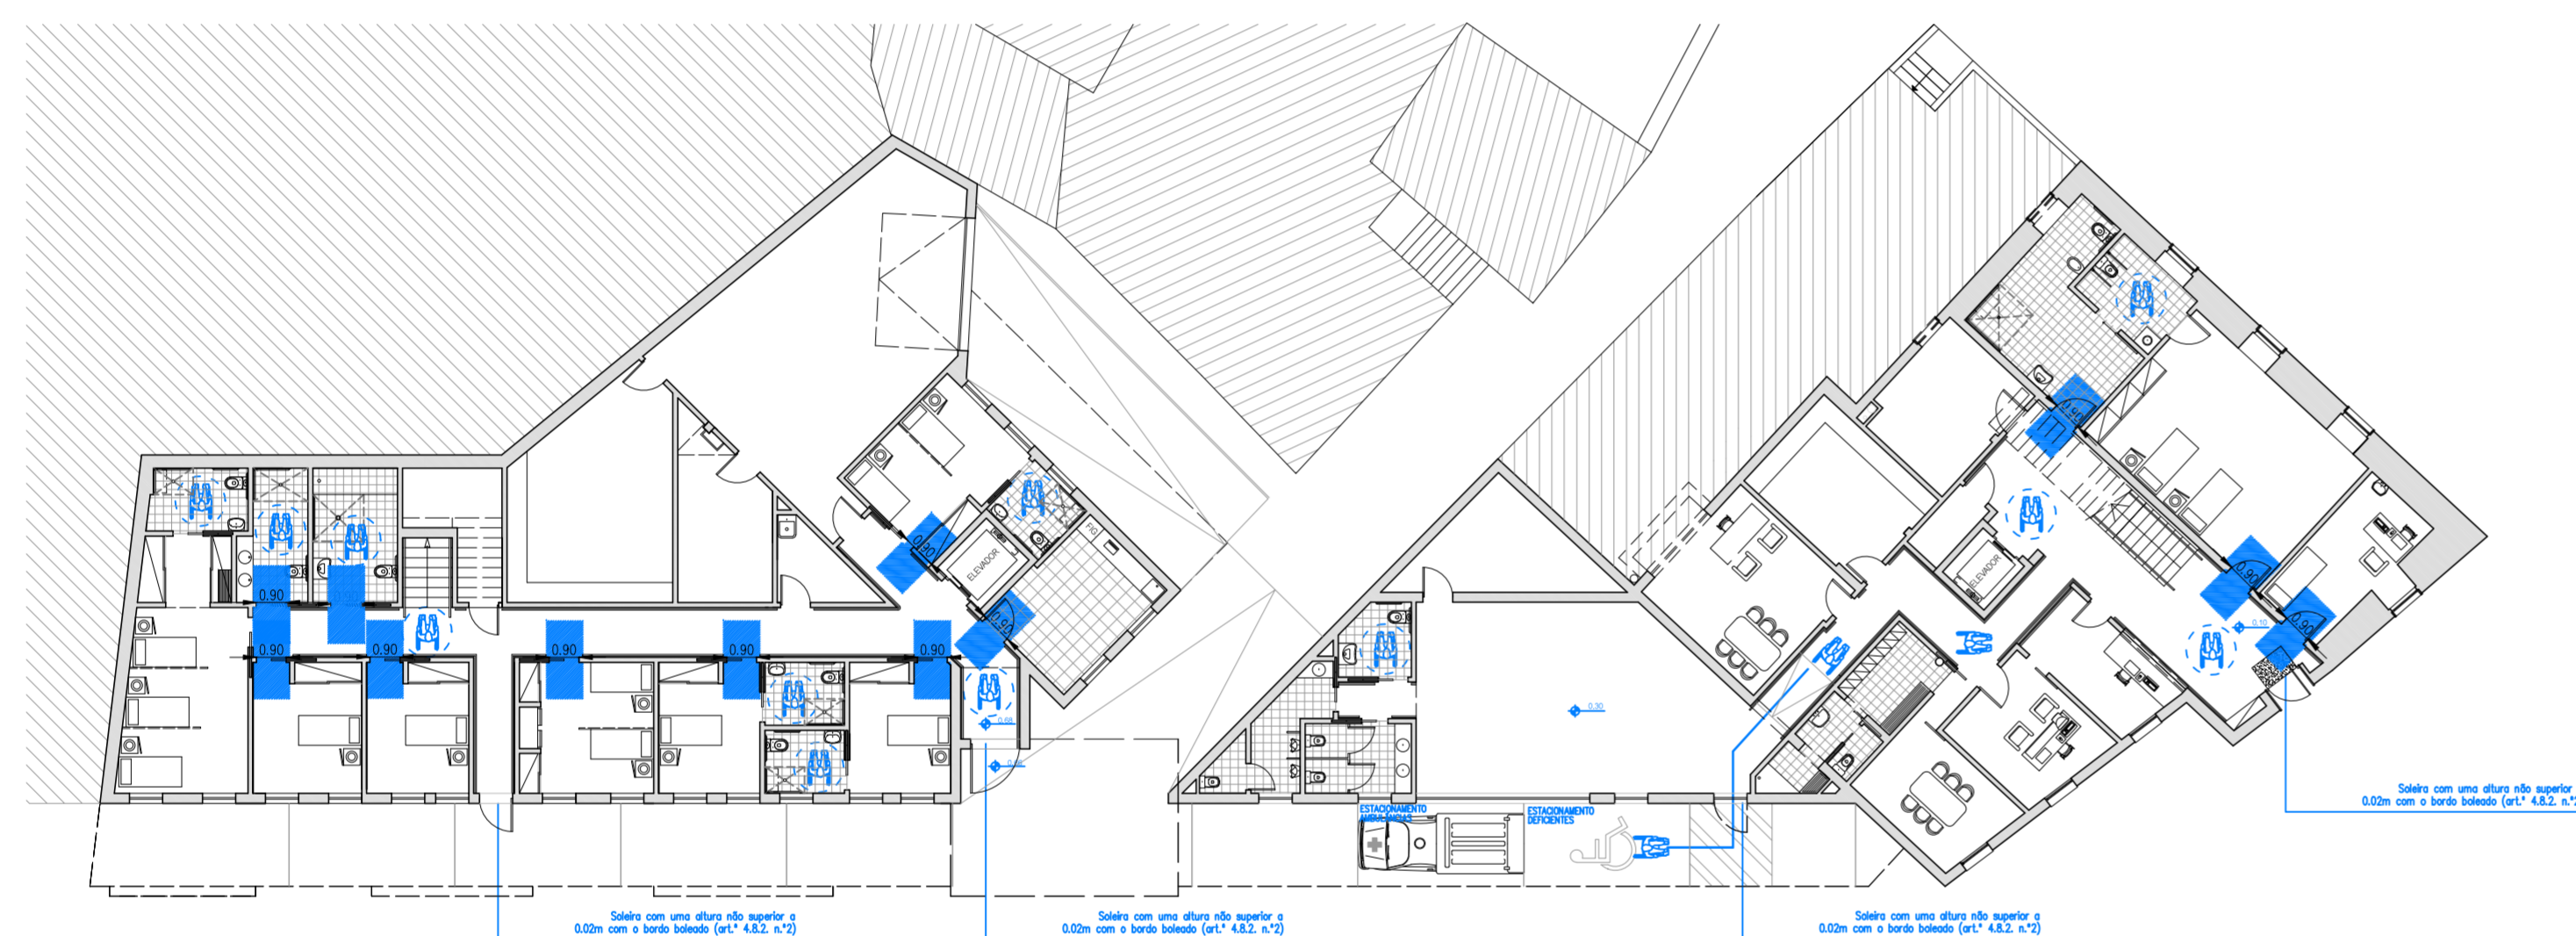 0.90
0.90
0.90
0.90
0.90
0.90
0.90
ELEVADOR
FIG
0.90
0,68
0.90
ELEVADOR
0.90
0.90
0,10
0,30
ESTACIONAMENTO
AMBULÂNCIAS
ESTACIONAMENTO
DEFICIENTES
Soleira com uma altura não superior
0.02m com o bordo boleado (art.º 4.8.2. n.º2
Soleira com uma altura não superior a
0.02m com o bordo boleado (art.º 4.8.2. n.º2)
Soleira com uma altura não superior a
0.02m com o bordo boleado (art.º 4.8.2. n.º2)
Soleira com uma altura não superior a
0.02m com o bordo boleado (art.º 4.8.2. n.º2)